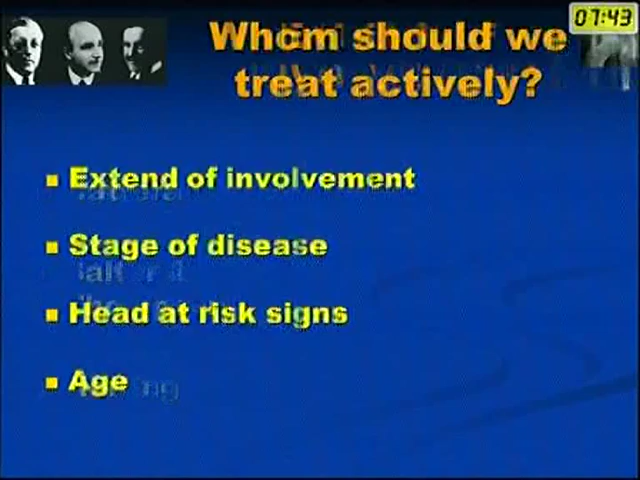 07:43
Whom should we
treat actively?
Extend of involvement
Stage of disease
Head at risk signs
Age